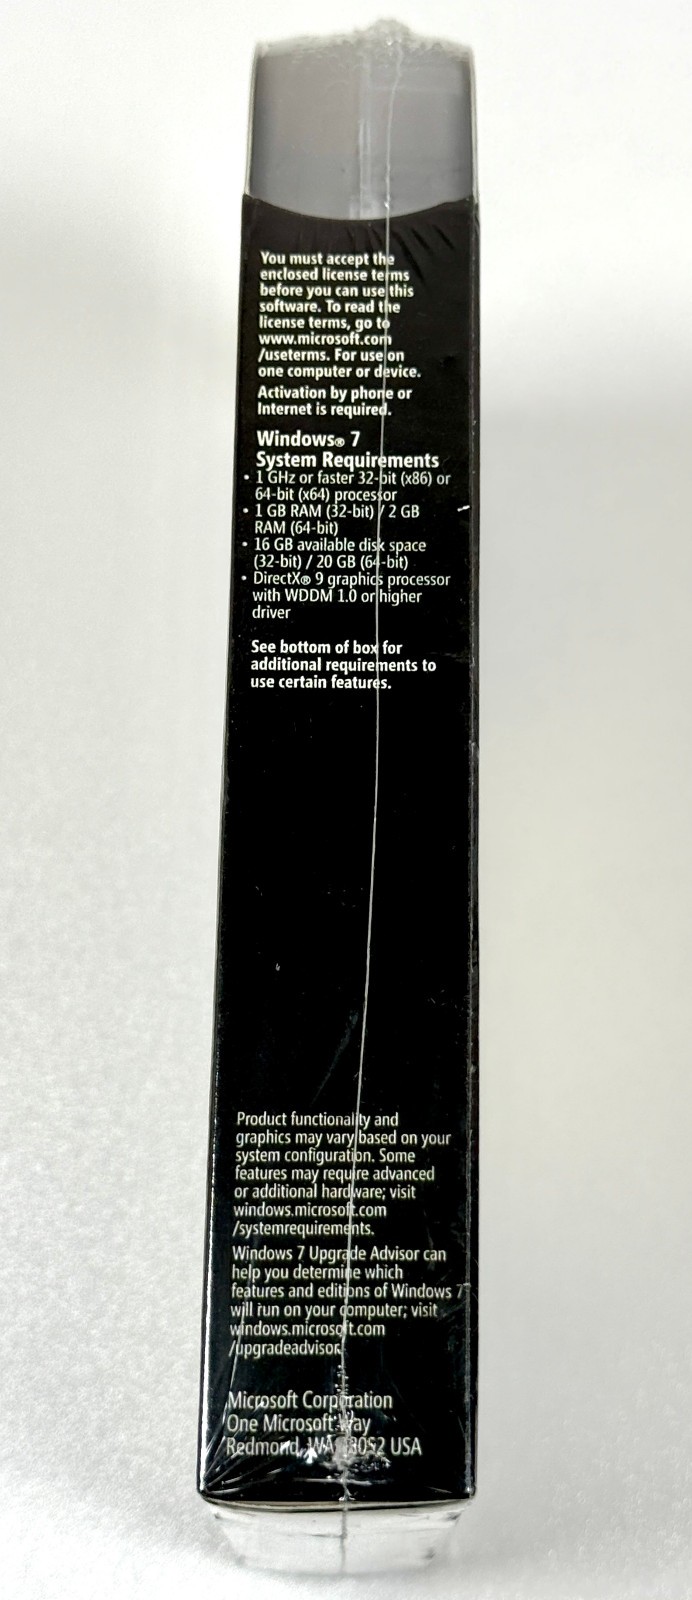 You must accept the
enclosed license terms
before you can use this
software. To read the
license terms, go to
www.microsoft.com
/useterms. For use on
one computer or device.
Activation by phone or
Internet is required.
Windows® 7
System Requirements
• 1 GHz or faster 32-bit (x86) or
64-bit (x64) processor
• 1 GB RAM (32-bit) / 2 GB
RAM (64-bit)
• 16 GB available disk space
(32-bit) / 20 GB (64-bit)
• DirectX® 9 graphics processor
with WDDM 1.0 or higher
driver
See bottom of box for
additional requirements to
use certain features.
Product functionality and
graphics may vary based on your
system configuration. Some
features may require advanced
or additional hardware; visit
windows.microsoft.com
/systemrequirements.
Windows 7 Upgrade Advisor can
help you determine which
features and editions of Windows 7
will run on your computer; visit
windows.microsoft.com
/upgradeadvisor.
Microsoft Corporation
One Microsoft Way
Redmond, WA 98052 USA